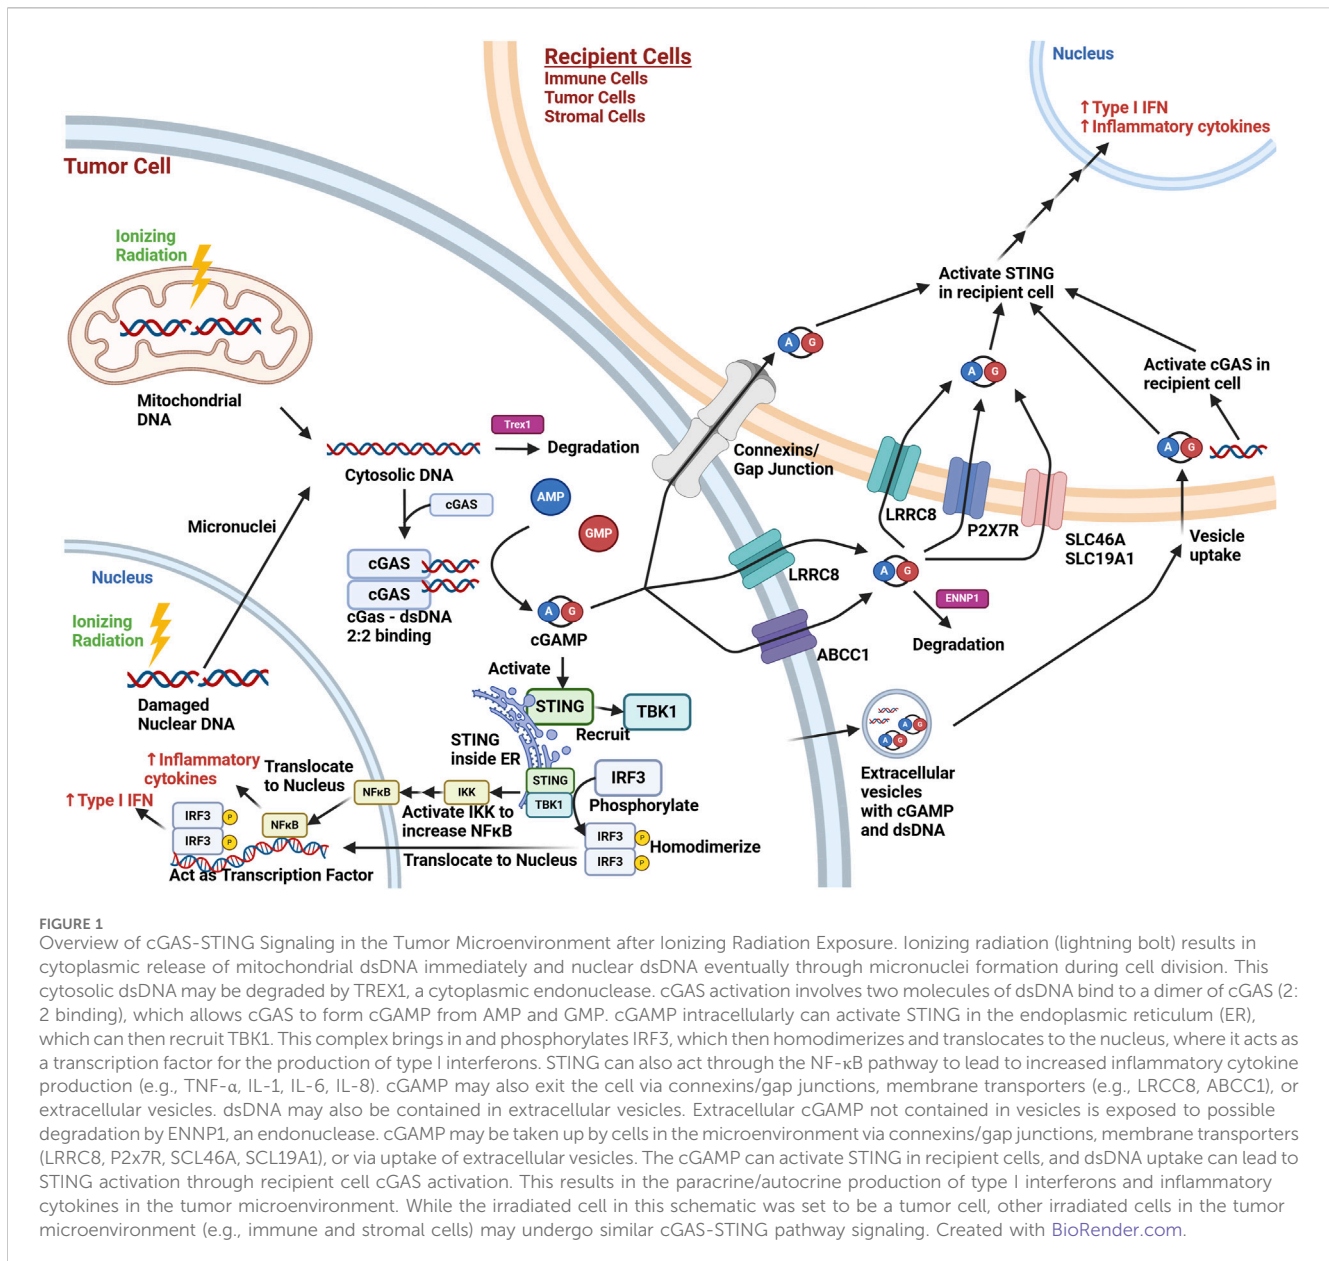 Recipient Cells
Immune Cells
Tumor Cells
Stromal Cells
Nucleus
↑Type I IFN
↑Inflammatory cytokines
Tumor Cell
Ionizing
Radiation
Mitochondrial
DNA
Activate STING
in recipient cell
A G
A G
Activate cGAS in
recipient cell
Trex1
Degradation
Cytosolic DNA
Connexins/
Gap Junction
A G
cGAS
AMP
GMP
Micronuclei
LRRC8
P2X7R
SLC46A
SLC19A1
Vesicle
uptake
Nucleus
cGAS
cGAS
cGas - dsDNA
2:2 binding
LRRC8
A G
ENNP1
Degradation
A G
cGAMP
ABCC1
Ionizing
Radiation
Damaged
Nuclear DNA
Activate
STING
TBK1
Recruit
STING
inside ER
A G
A G
Extracellular
vesicles
with cGAMP
and dsDNA
↑Inflammatory
cytokines
Translocate
to Nucleus
↑Type I IFN
NFκB
IKK
STING
TBK1
IRF3
Phosphorylate
Activate IKK to
increase NFκB
IRF3 P
IRF3 P
NFκB
IRF3 P
IRF3 P
Homodimerize
Translocate to Nucleus
Act as Transcription Factor
FIGURE 1
Overview of cGAS-STING Signaling in the Tumor Microenvironment after Ionizing Radiation Exposure. Ionizing radiation (lightning bolt) results in
cytoplasmic release of mitochondrial dsDNA immediately and nuclear dsDNA eventually through micronuclei formation during cell division. This
cytosolic dsDNA may be degraded by TREX1, a cytoplasmic endonuclease. cGAS activation involves two molecules of dsDNA bind to a dimer of cGAS (2:
2 binding), which allows cGAS to form cGAMP from AMP and GMP. cGAMP intracellularly can activate STING in the endoplasmic reticulum (ER),
which can then recruit TBK1. This complex brings in and phosphorylates IRF3, which then homodimerizes and translocates to the nucleus, where it acts as
a transcription factor for the production of type I interferons. STING can also act through the NF-κB pathway to lead to increased inflammatory cytokine
production (e.g., TNF-α, IL-1, IL-6, IL-8). cGAMP may also exit the cell via connexins/gap junctions, membrane transporters (e.g., LRCC8, ABCC1), or
extracellular vesicles. dsDNA may also be contained in extracellular vesicles. Extracellular cGAMP not contained in vesicles is exposed to possible
degradation by ENNP1, an endonuclease. cGAMP may be taken up by cells in the microenvironment via connexins/gap junctions, membrane transporters
(LRRC8, P2x7R, SCL46A, SCL19A1), or via uptake of extracellular vesicles. The cGAMP can activate STING in recipient cells, and dsDNA uptake can lead to
STING activation through recipient cell cGAS activation. This results in the paracrine/autocrine production of type I interferons and inflammatory
cytokines in the tumor microenvironment. While the irradiated cell in this schematic was set to be a tumor cell, other irradiated cells in the tumor
microenvironment (e.g., immune and stromal cells) may undergo similar cGAS-STING pathway signaling. Created with BioRender.com.